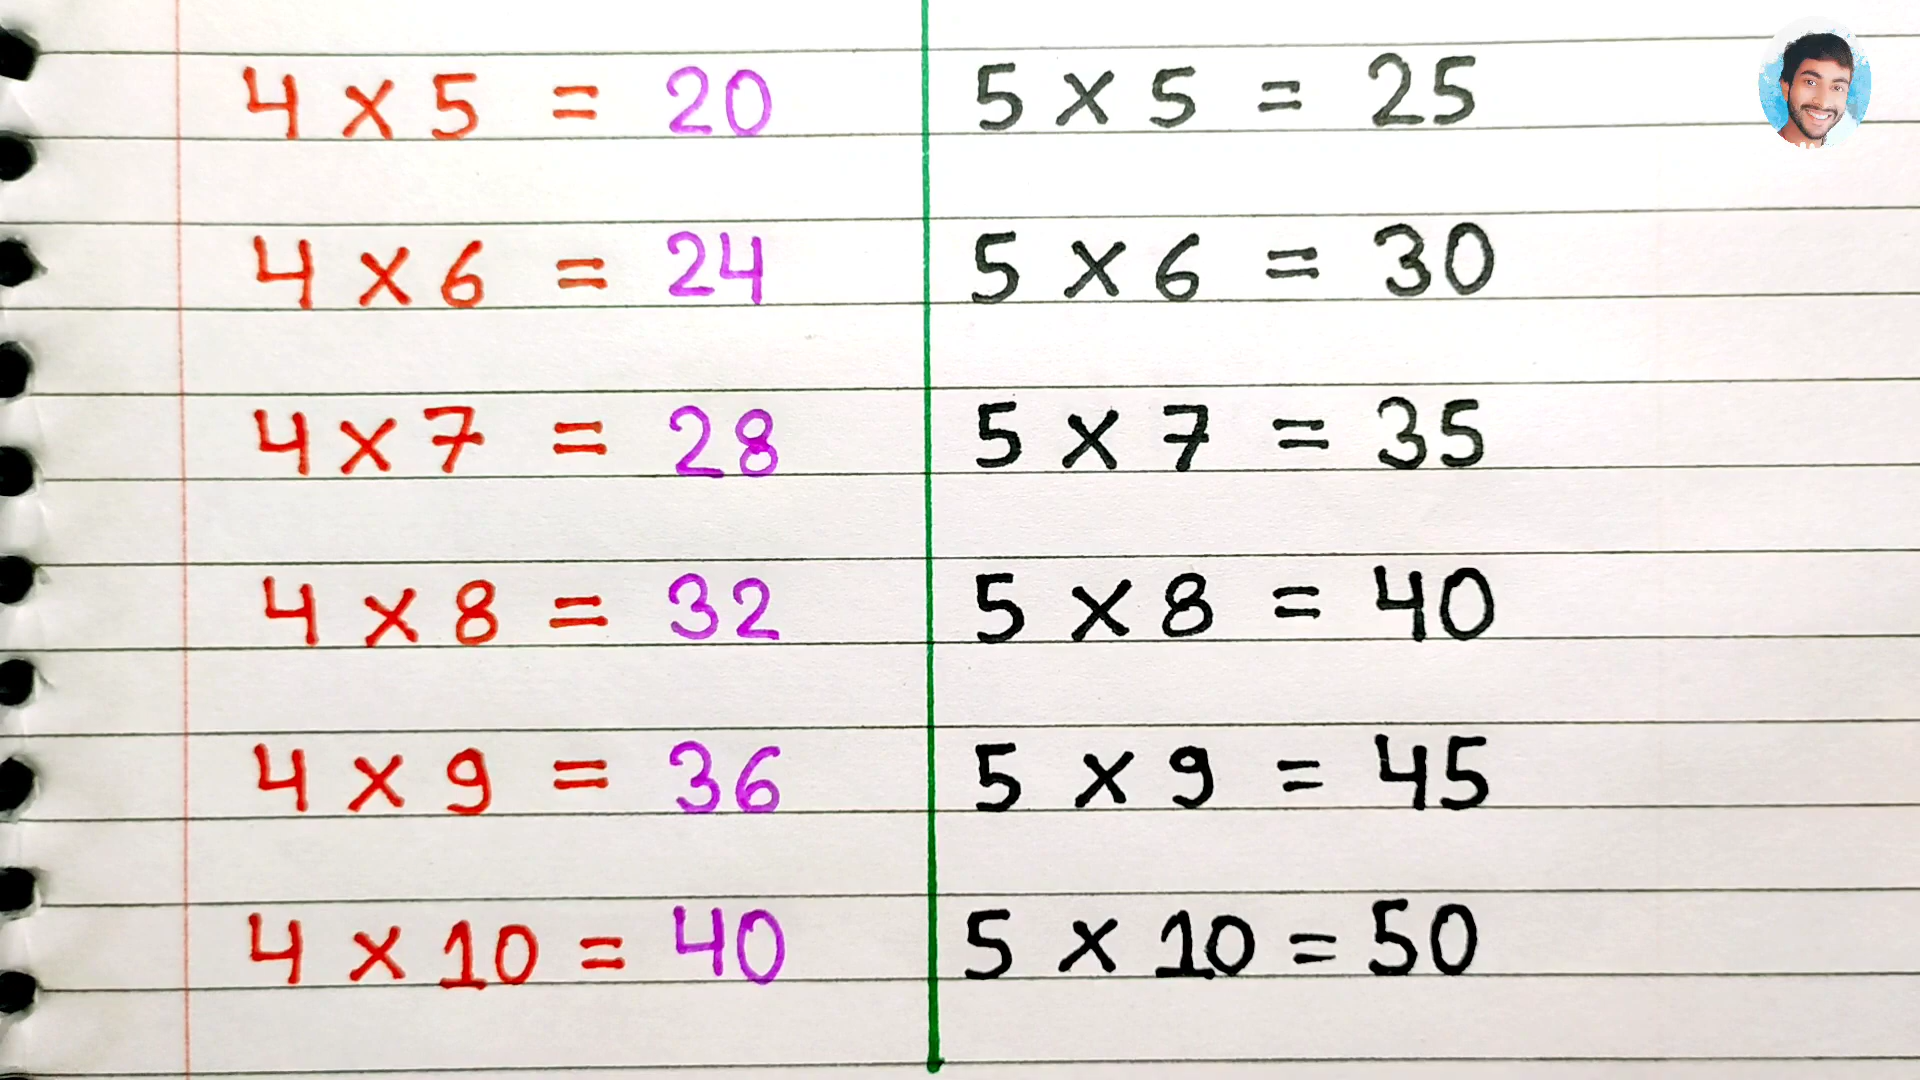 4 × 5 = 20
4 × 6 = 24
4 × 7 = 28
4 × 8 = 32
4 × 9 = 36
4 × 10 = 40
5 × 5 = 25
5 × 6 = 30
5 × 7 = 35
5 × 8 = 40
5 × 9 = 45
5 × 10 = 50